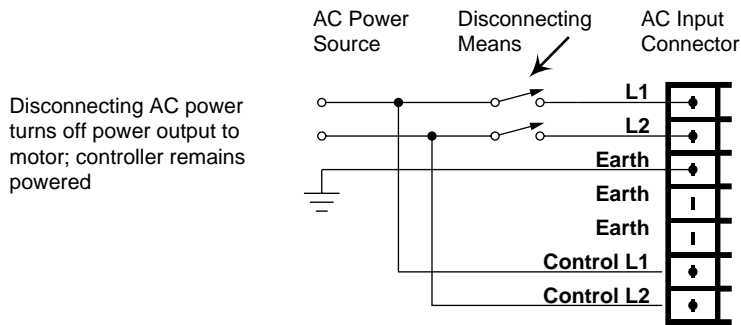 AC Power
Source
Disconnecting
Means
AC Input
Connector
Disconnecting AC power
turns off power output to
motor; controller remains
powered
L1
L2
Earth
Earth
Earth
Control L1
Control L2